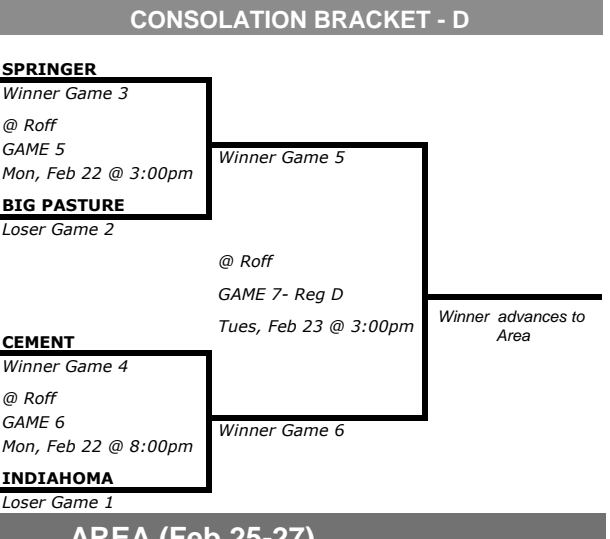 CONSOLATION BRACKET - D
SPRINGER
Winner Game 3
@ Roff
GAME 5
Mon, Feb 22 @ 3:00pm
BIG PASTURE
Loser Game 2
Winner Game 5
@ Roff
GAME 7- Reg D
Tues, Feb 23 @ 3:00pm
Winner advances to
Area
CEMENT
Winner Game 4
@ Roff
GAME 6
Mon, Feb 22 @ 8:00pm
INDIAHOMA
Loser Game 1
Winner Game 6
AREA (Feb 25-27)